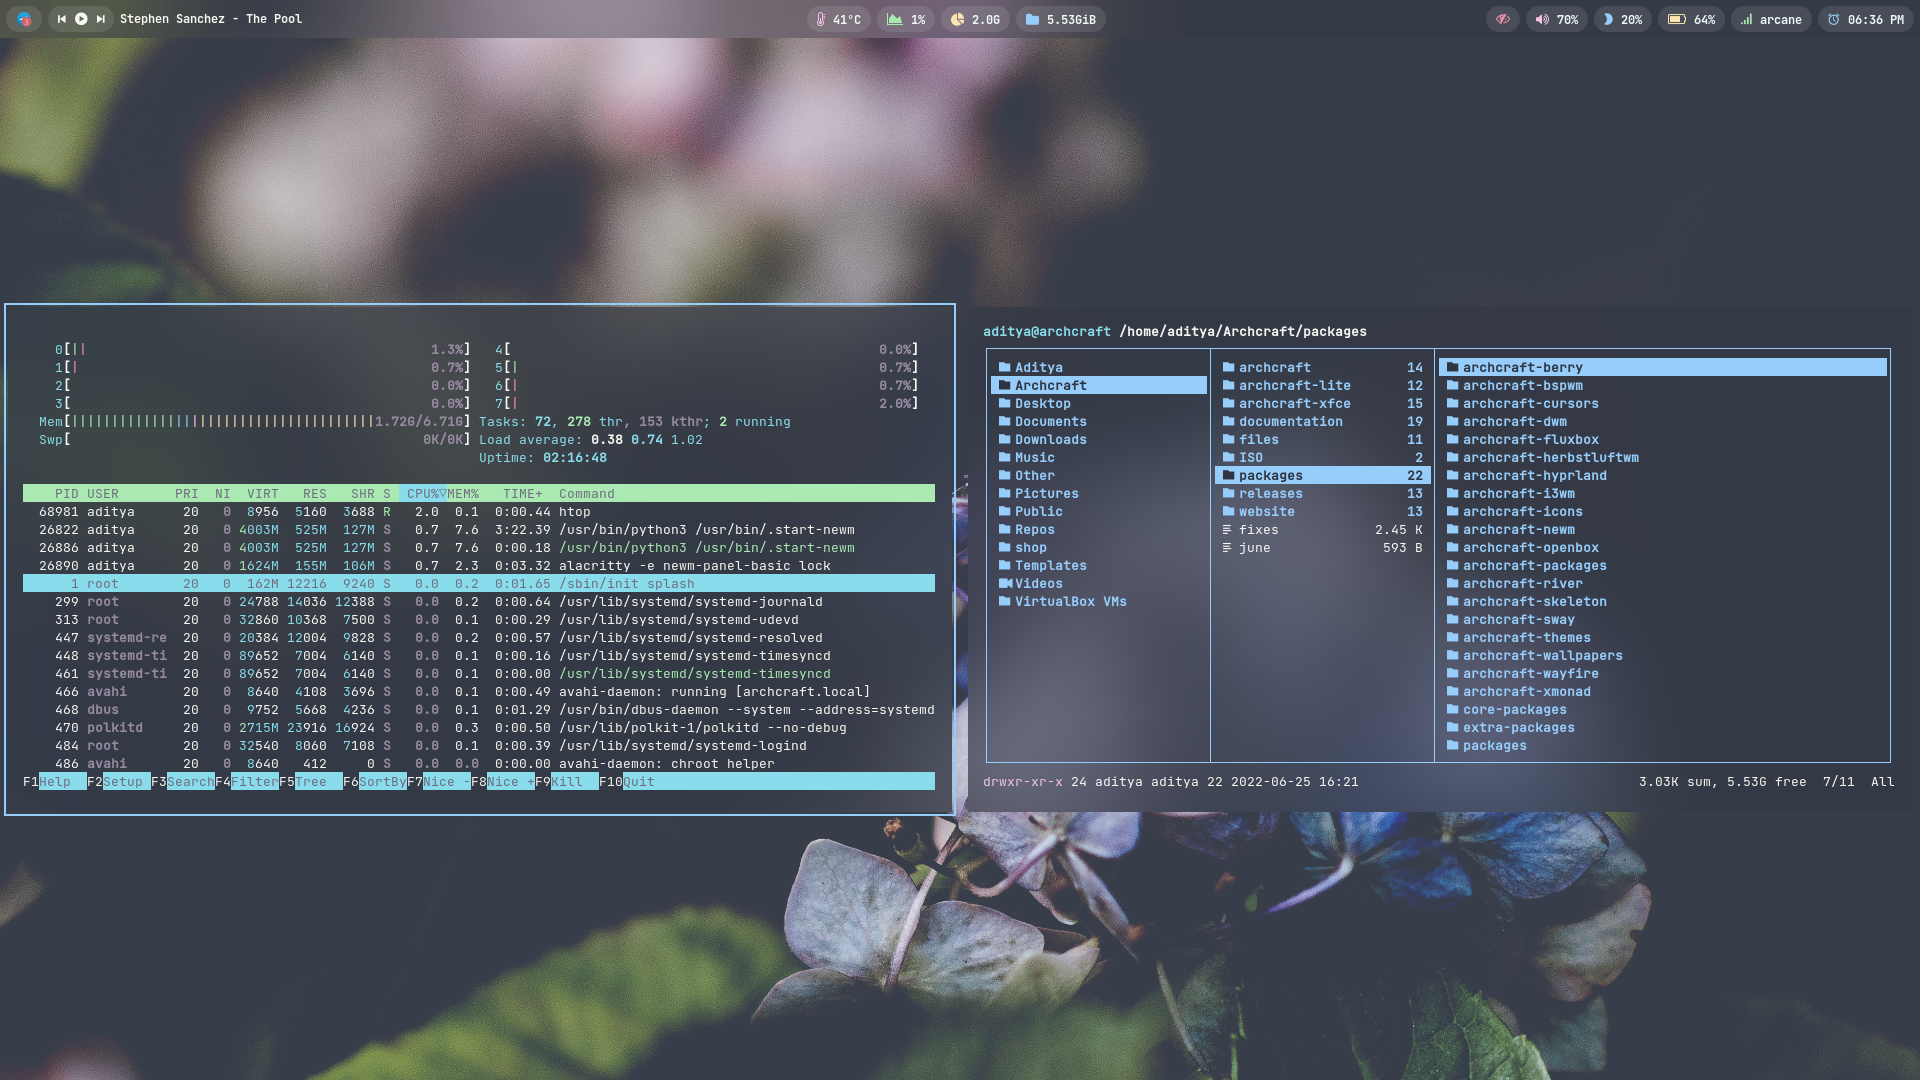 Stephen Sanchez - The Pool
41°C 1% 2.0G 5.53GiB
70% 20% 64% arcane 06:36 PM
0[|| 1.3%] 4[ 0.0%]
1[| 0.7%] 5[| 0.7%]
2[ 0.0%] 6[| 0.7%]
3[ 0.0%] 7[| 2.0%]
Mem[||||||||||||||||||||||||||||||||||||||1.72G/6.71G] Tasks: 72, 278 thr, 153 kthr; 2 running
Swp[ 0K/0K] Load average: 0.38 0.74 1.02
Uptime: 02:16:48
PID USER PRI NI VIRT RES SHR S CPU%▽MEM% TIME+ Command
68981 aditya 20 0 8956 5160 3688 R 2.0 0.1 0:00.44 htop
26822 aditya 20 0 4003M 525M 127M S 0.7 7.6 3:22.39 /usr/bin/python3 /usr/bin/.start-newm
26886 aditya 20 0 4003M 525M 127M S 0.7 7.6 0:00.18 /usr/bin/python3 /usr/bin/.start-newm
26890 aditya 20 0 1624M 155M 106M S 0.7 2.3 0:03.32 alacritty -e newm-panel-basic lock
1 root 20 0 162M 12216 9240 S 0.0 0.2 0:01.65 /sbin/init splash
299 root 20 0 24788 14036 12388 S 0.0 0.2 0:00.64 /usr/lib/systemd/systemd-journald
313 root 20 0 32860 10368 7500 S 0.0 0.1 0:00.29 /usr/lib/systemd/systemd-udevd
447 systemd-re 20 0 20384 12004 9828 S 0.0 0.2 0:00.57 /usr/lib/systemd/systemd-resolved
448 systemd-ti 20 0 89652 7004 6140 S 0.0 0.1 0:00.16 /usr/lib/systemd/systemd-timesyncd
461 systemd-ti 20 0 89652 7004 6140 S 0.0 0.1 0:00.00 /usr/lib/systemd/systemd-timesyncd
466 avahi 20 0 8640 4108 3696 S 0.0 0.1 0:00.49 avahi-daemon: running [archcraft.local]
468 dbus 20 0 9752 5668 4236 S 0.0 0.1 0:01.29 /usr/bin/dbus-daemon --system --address=systemd
470 polkitd 20 0 2715M 23916 16924 S 0.0 0.3 0:00.50 /usr/lib/polkit-1/polkitd --no-debug
484 root 20 0 32540 8060 7108 S 0.0 0.1 0:00.39 /usr/lib/systemd/systemd-logind
486 avahi 20 0 8640 412 0 S 0.0 0.0 0:00.00 avahi-daemon: chroot helper
F1Help F2Setup F3SearchF4FilterF5Tree F6SortByF7Nice -F8Nice +F9Kill F10Quit
aditya@archcraft /home/aditya/Archcraft/packages
Aditya
Archcraft
Desktop
Documents
Downloads
Music
Other
Pictures
Public
Repos
shop
Templates
Videos
VirtualBox VMs
archcraft 14
archcraft-lite 12
archcraft-xfce 15
documentation 19
files 11
ISO 2
packages 22
releases 13
website 13
fixes 2.45 K
june 593 B
archcraft-berry
archcraft-bspwm
archcraft-cursors
archcraft-dwm
archcraft-fluxbox
archcraft-herbstluftwm
archcraft-hyprland
archcraft-i3wm
archcraft-icons
archcraft-newm
archcraft-openbox
archcraft-packages
archcraft-river
archcraft-skeleton
archcraft-sway
archcraft-themes
archcraft-wallpapers
archcraft-wayfire
archcraft-xmonad
core-packages
extra-packages
packages
drwxr-xr-x 24 aditya aditya 22 2022-06-25 16:21 3.03K sum, 5.53G free 7/11 All